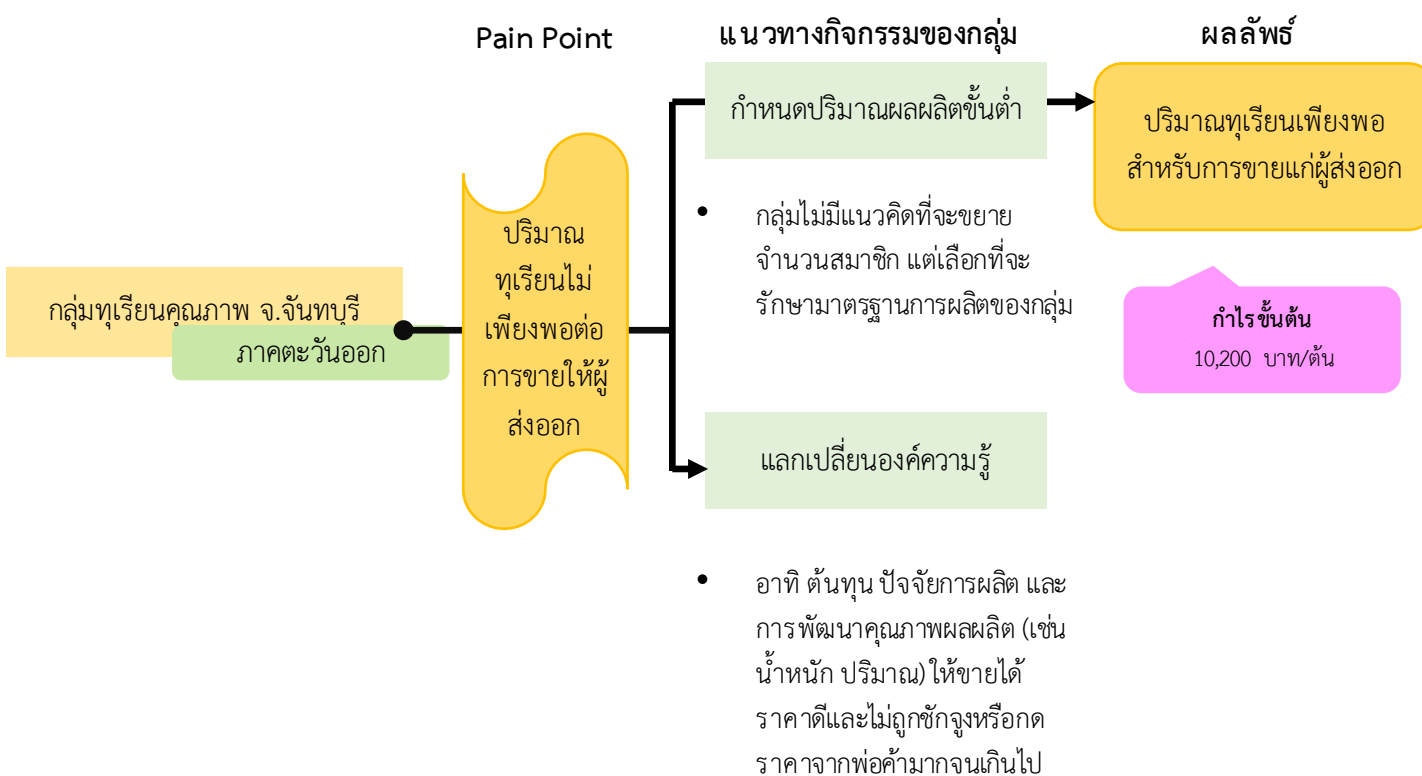 Pain Point
แนวทางกิจกรรมของกลุ่ม
ผลลัพธ์
กลุ่มทุเรียนคุณภาพ จ.จันทบุรี
ภาคตะวันออก
ปริมาณ
ทุเรียนไม่
เพียงพอต่อ
การขายให้ผู้
ส่งออก
กำหนดปริมาณผลผลิตขั้นต่ำ
• กลุ่มไม่มีแนวคิดที่จะขยาย
จำนวนสมาชิก แต่เลือกที่จะ
รักษามาตรฐานการผลิตของกลุ่ม
แลกเปลี่ยนองค์ความรู้
• อาทิ ต้นทุน ปัจจัยการผลิต และ
การพัฒนาคุณภาพผลผลิต (เช่น
น้ำหนัก ปริมาณ) ให้ขายได้
ราคาดีและไม่ถูกชักจูงหรือกด
ราคาจากพ่อค้ามากจนเกินไป
ปริมาณทุเรียนเพียงพอ
สำหรับการขายแก่ผู้ส่งออก
กำไรขั้นต้น
10,200 บาท/ต้น